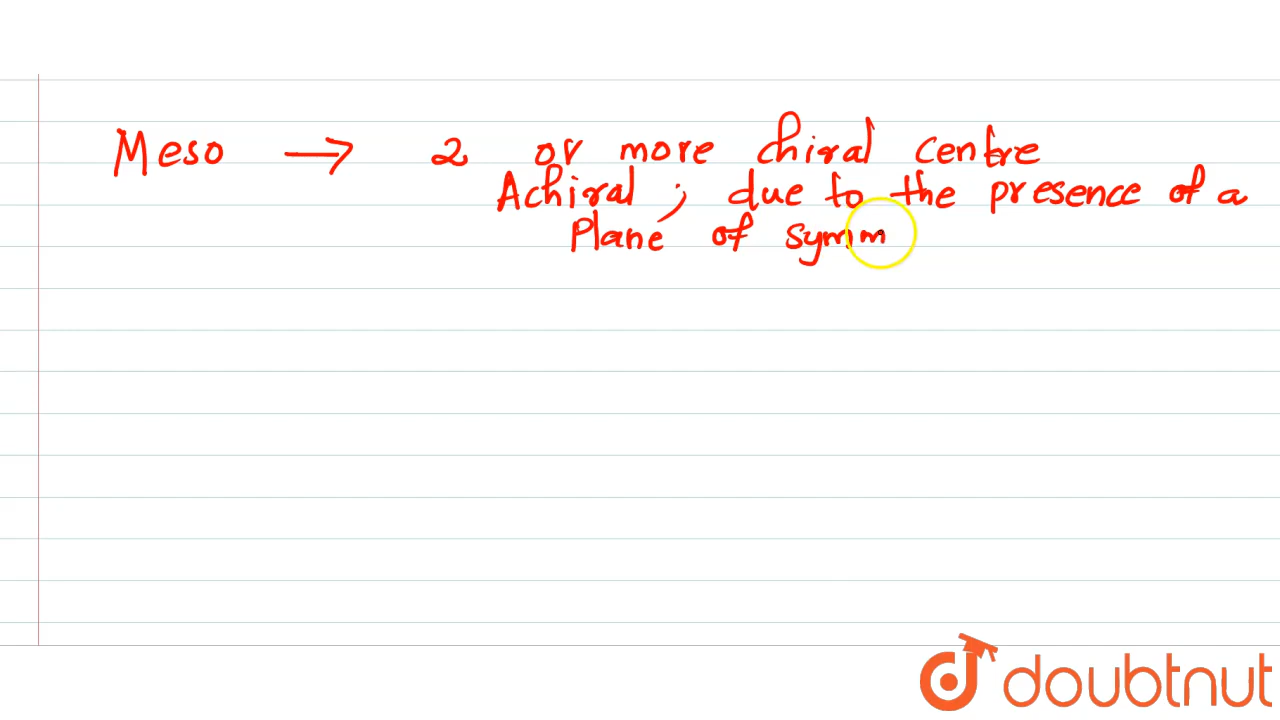 Meso → 2 or more chiral centre
Achiral ; due to the presence of a
Plane of symm
doubtnut